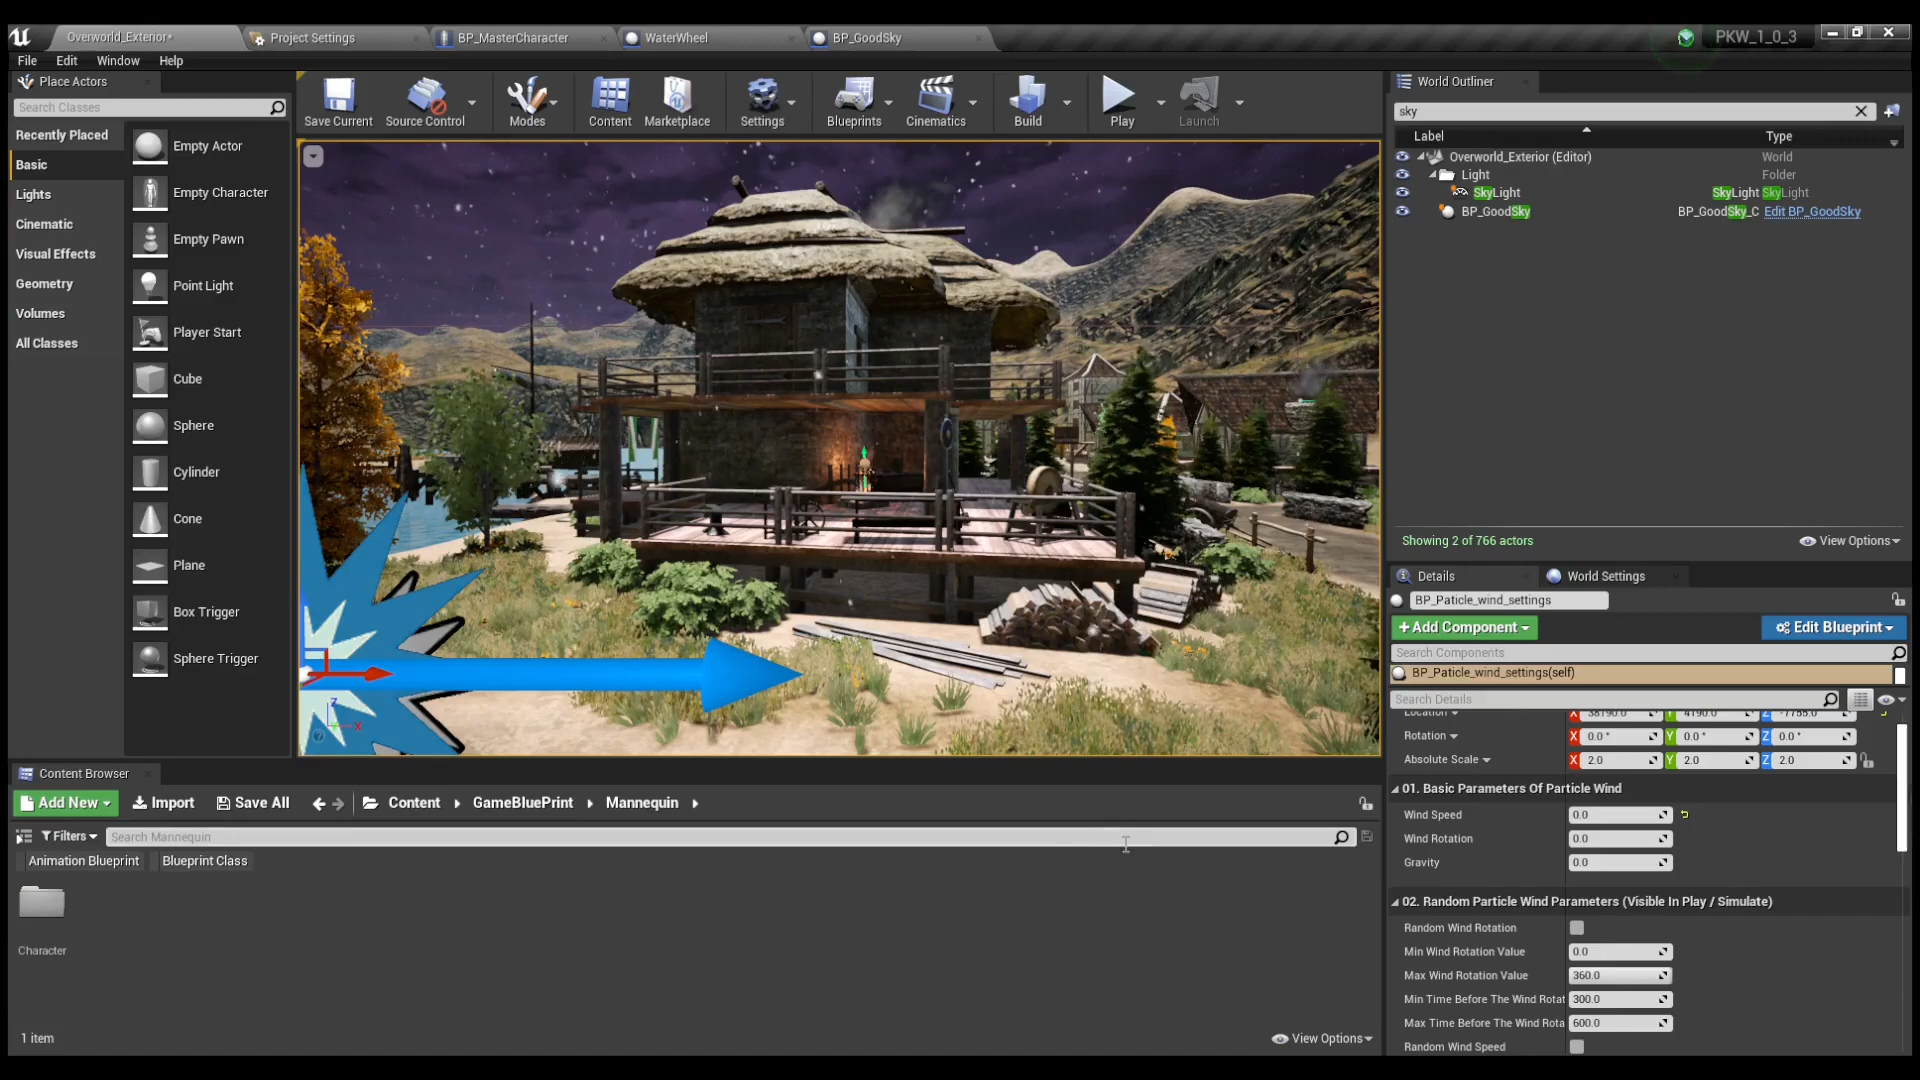 Overworld_Exterior*
Project Settings
BP_MasterCharacter
WaterWheel
BP_GoodSky
PKW_1_0_3
File Edit Window Help
Place Actors
Search Classes
Recently Placed
Basic
Lights
Cinematic
Visual Effects
Geometry
Volumes
All Classes
Empty Actor
Empty Character
Empty Pawn
Point Light
Player Start
Cube
Sphere
Cylinder
Cone
Plane
Box Trigger
Sphere Trigger
Save Current
Source Control
Modes
Content
Marketplace
Settings
Blueprints
Cinematics
Build
Play
Launch
Z
X
World Outliner
sky
Label Type
Overworld_Exterior (Editor) World
Light Folder
SkyLight SkyLight SkyLight
BP_GoodSky BP_GoodSky_C Edit BP_GoodSky
Showing 2 of 766 actors
View Options
Details
World Settings
BP_Paticle_wind_settings
+Add Component
Edit Blueprint
Search Components
BP_Paticle_wind_settings(self)
Search Details
Location X 38190.0 Y 4190.0 Z -7755.0
Rotation X 0.0 ° Y 0.0 ° Z 0.0 °
Absolute Scale X 2.0 Y 2.0 Z 2.0
01. Basic Parameters Of Particle Wind
Wind Speed 0.0
Wind Rotation 0.0
Gravity 0.0
02. Random Particle Wind Parameters (Visible In Play / Simulate)
Random Wind Rotation
Min Wind Rotation Value 0.0
Max Wind Rotation Value 360.0
Min Time Before The Wind Rotat 300.0
Max Time Before The Wind Rota 600.0
Random Wind Speed
Content Browser
Add New
Import
Save All
Content
GameBluePrint
Mannequin
Filters
Search Mannequin
Animation Blueprint
Blueprint Class
Character
1 item
View Options